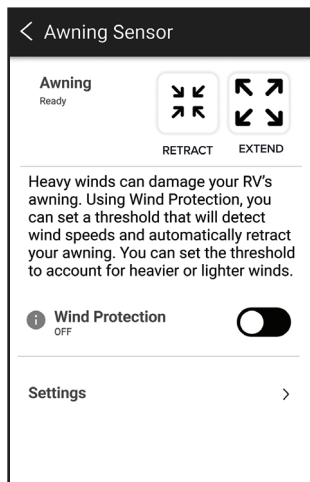 Awning Sensor
Awning
Ready
RETRACT
EXTEND
Heavy winds can damage your RV's
awning. Using Wind Protection, you
can set a threshold that will detect
wind speeds and automatically retract
your awning. You can set the threshold
to account for heavier or lighter winds.
Wind Protection
OFF
Settings